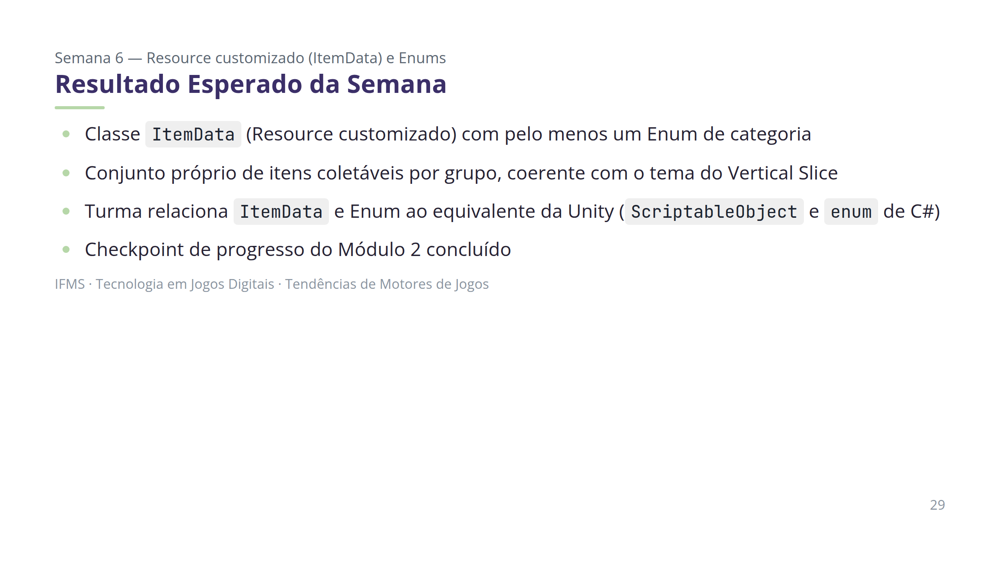 Semana 6 — Resource customizado (ItemData) e Enums
Resultado Esperado da Semana
Classe ItemData (Resource customizado) com pelo menos um Enum de categoria
Conjunto próprio de itens coletáveis por grupo, coerente com o tema do Vertical Slice
Turma relaciona ItemData e Enum ao equivalente da Unity (ScriptableObject e enum de C#)
Checkpoint de progresso do Módulo 2 concluído
IFMS · Tecnologia em Jogos Digitais · Tendências de Motores de Jogos
29